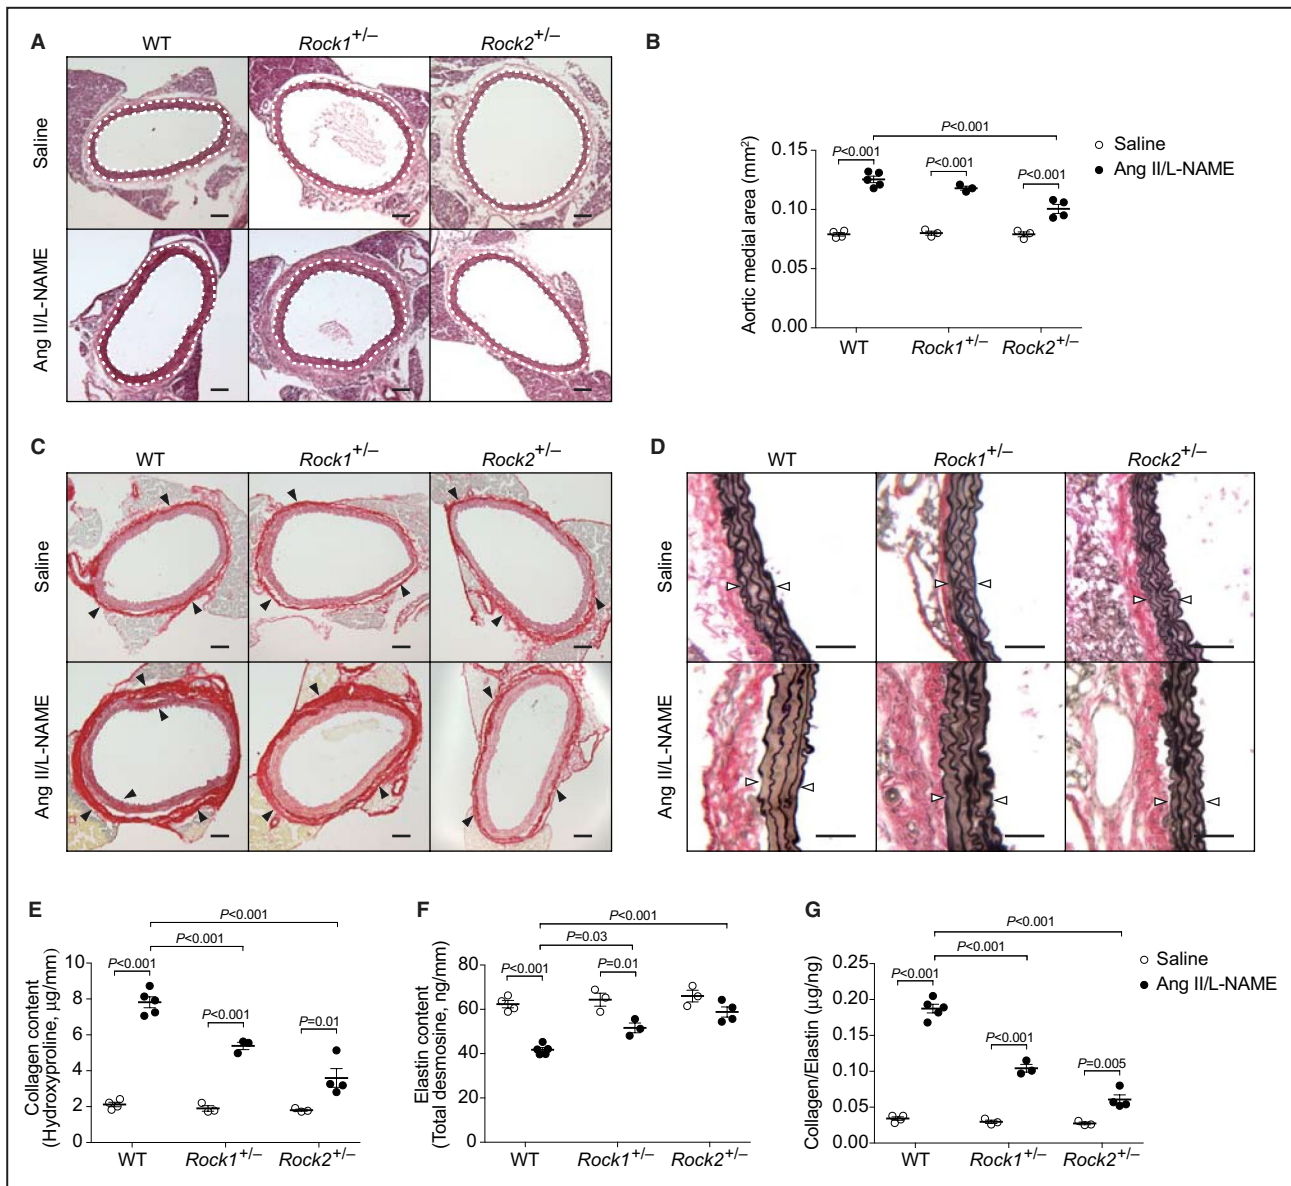 A
WT
Rock1+/–
Rock2+/–
Saline
Ang II/L-NAME
B
P<0.001
P<0.001
P<0.001
P<0.001
Saline
Ang II/L-NAME
Aortic medial area (mm²)
0.15
0.10
0.05
0.00
WT
Rock1+/–
Rock2+/–
C
WT
Rock1+/–
Rock2+/–
Saline
Ang II/L-NAME
D
WT
Rock1+/–
Rock2+/–
Saline
Ang II/L-NAME
E
P<0.001
P<0.001
P<0.001
P<0.001
P=0.01
Collagen content
(Hydroxyproline, µg/mm)
10
8
6
4
2
0
WT
Rock1+/–
Rock2+/–
F
P<0.001
P=0.03
P<0.001
P=0.01
Elastin content
(Total desmosine, ng/mm)
80
60
40
20
0
WT
Rock1+/–
Rock2+/–
G
P<0.001
P<0.001
P<0.001
P<0.001
P=0.005
Saline
Ang II/L-NAME
Collagen/Elastin (µg/ng)
0.25
0.20
0.15
0.10
0.05
0.00
WT
Rock1+/–
Rock2+/–